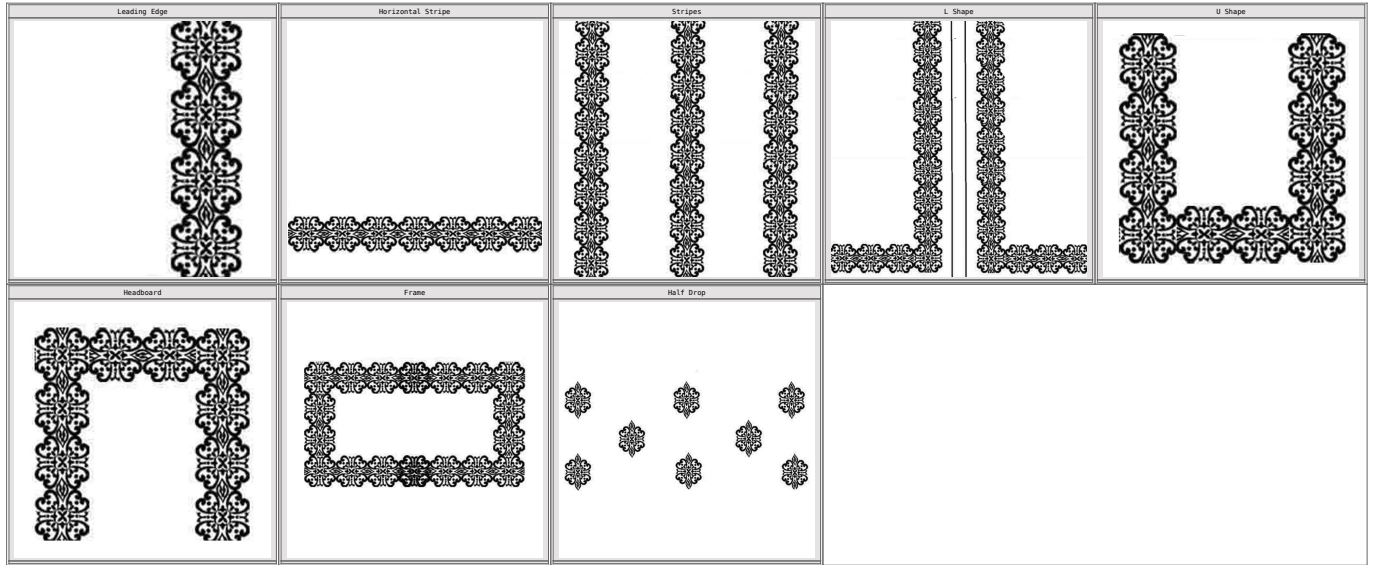 Leading Edge
Horizontal Stripe
Stripes
L Shape
U Shape
Headboard
Frame
Half Drop